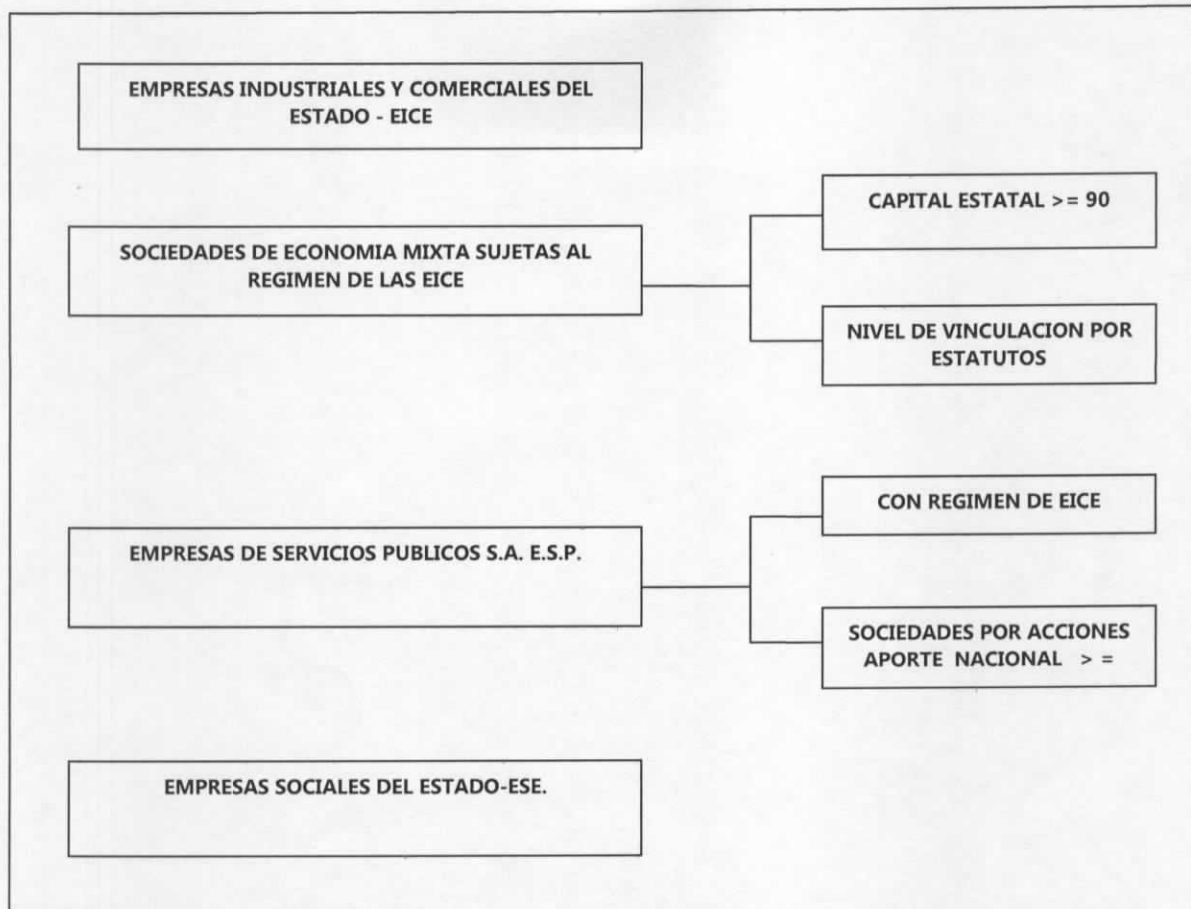 EMPRESAS INDUSTRIALES Y COMERCIALES DEL
ESTADO - EICE
CAPITAL ESTATAL >= 90
SOCIEDADES DE ECONOMIA MIXTA SUJETAS AL
REGIMEN DE LAS EICE
NIVEL DE VINCULACION POR
ESTATUTOS
CON REGIMEN DE EICE
EMPRESAS DE SERVICIOS PUBLICOS S.A. E.S.P.
SOCIEDADES POR ACCIONES
APORTE NACIONAL > =
EMPRESAS SOCIALES DEL ESTADO-ESE.